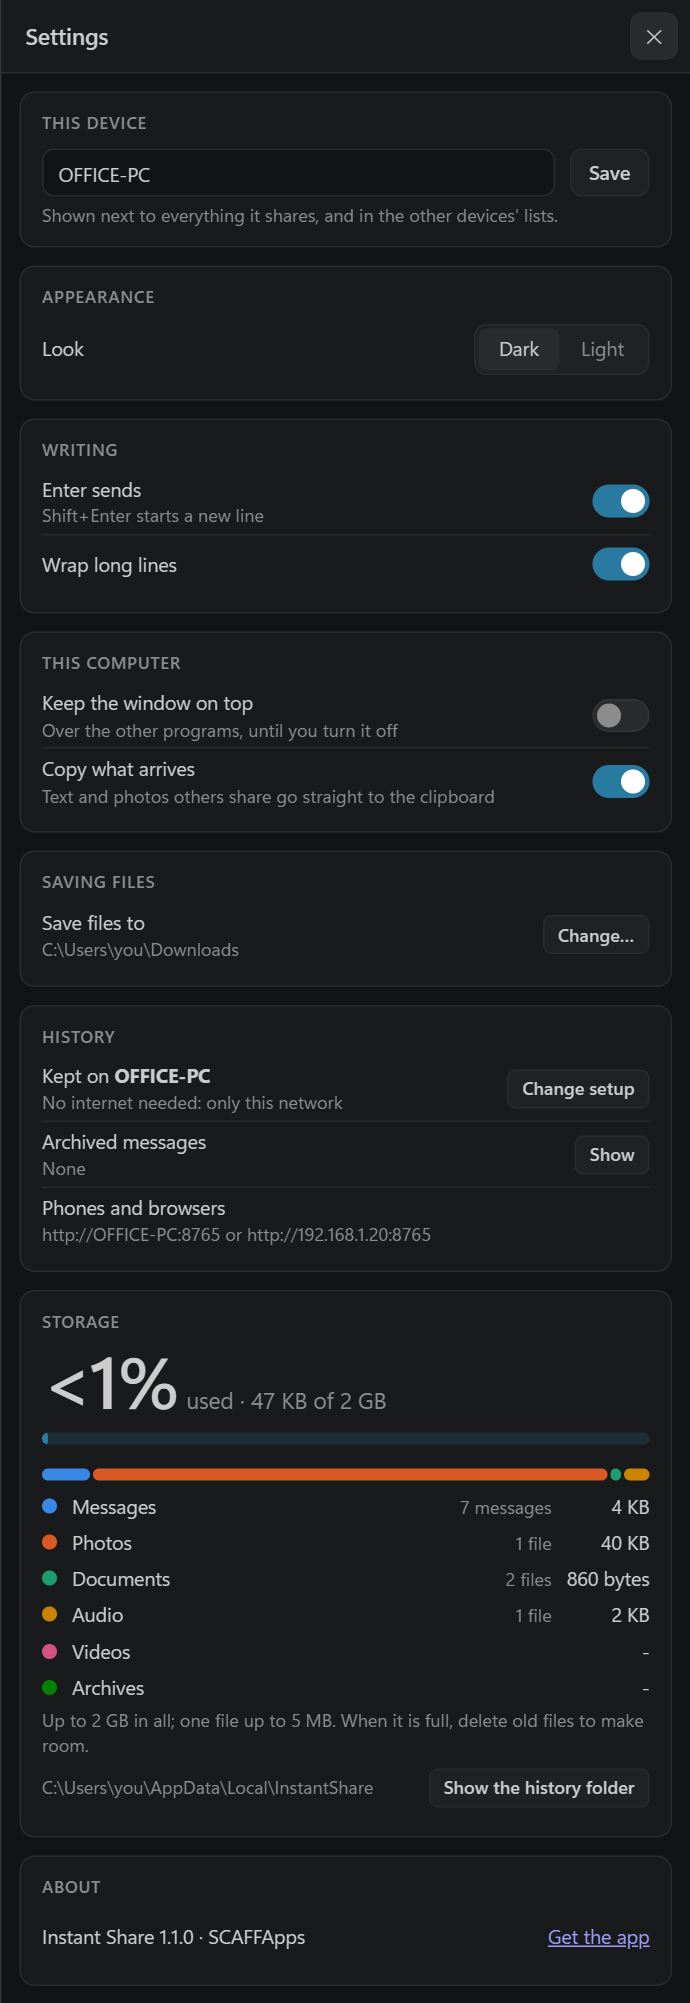 Settings
THIS DEVICE
OFFICE-PC
Save
Shown next to everything it shares, and in the other devices' lists.
APPEARANCE
Look
Dark
Light
WRITING
Enter sends
Shift+Enter starts a new line
Wrap long lines
THIS COMPUTER
Keep the window on top
Over the other programs, until you turn it off
Copy what arrives
Text and photos others share go straight to the clipboard
SAVING FILES
Save files to
C:\Users\you\Downloads
Change...
HISTORY
Kept on OFFICE-PC
No internet needed: only this network
Change setup
Archived messages
None
Show
Phones and browsers
http://OFFICE-PC:8765 or http://192.168.1.20:8765
STORAGE
<1% used · 47 KB of 2 GB
Messages 7 messages 4 KB
Photos 1 file 40 KB
Documents 2 files 860 bytes
Audio 1 file 2 KB
Videos -
Archives -
Up to 2 GB in all; one file up to 5 MB. When it is full, delete old files to make
room.
C:\Users\you\AppData\Local\InstantShare
Show the history folder
ABOUT
Instant Share 1.1.0 · SCAFFApps
Get the app